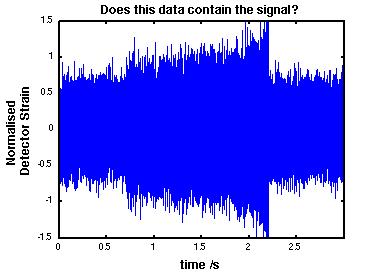 Does this data contain the signal?
1.5
1
0.5
0
-0.5
-1
-1.5
Normalised
Detector Strain
0 0.5 1 1.5 2 2.5
time /s